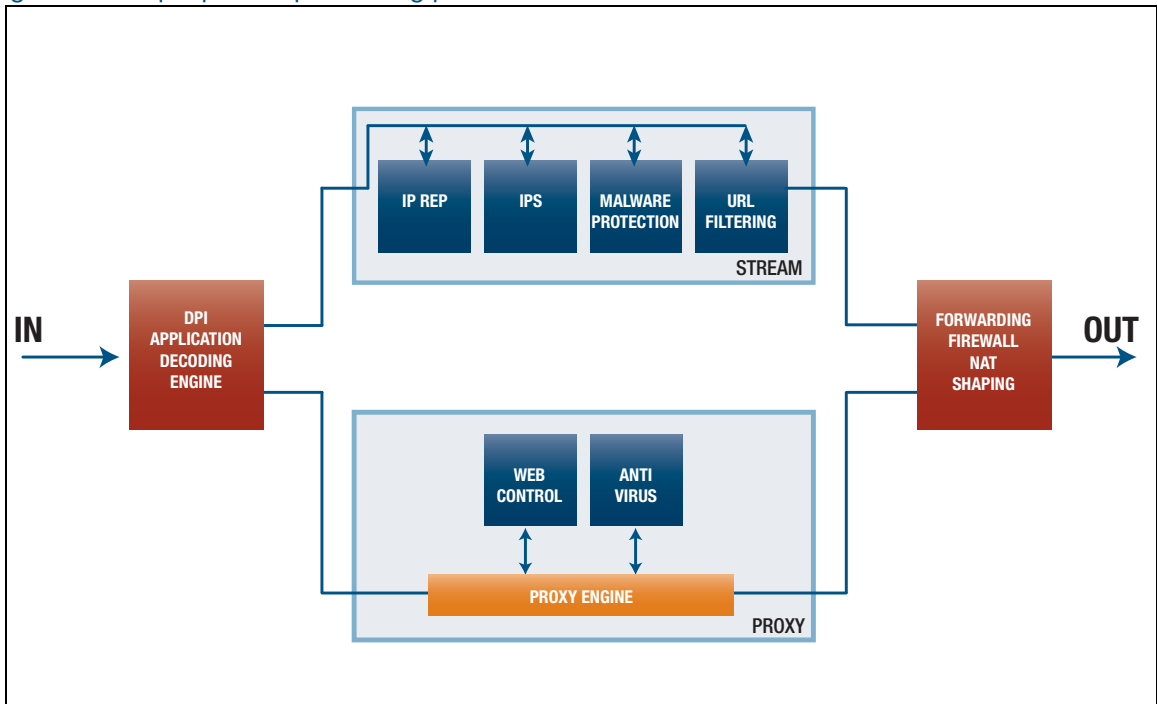 IP REP
IPS
MALWARE
PROTECTION
URL
FILTERING
STREAM
IN
DPI
APPLICATION
DECODING
ENGINE
FORWARDING
FIREWALL
NAT
SHAPING
OUT
WEB
CONTROL
ANTI
VIRUS
PROXY ENGINE
PROXY